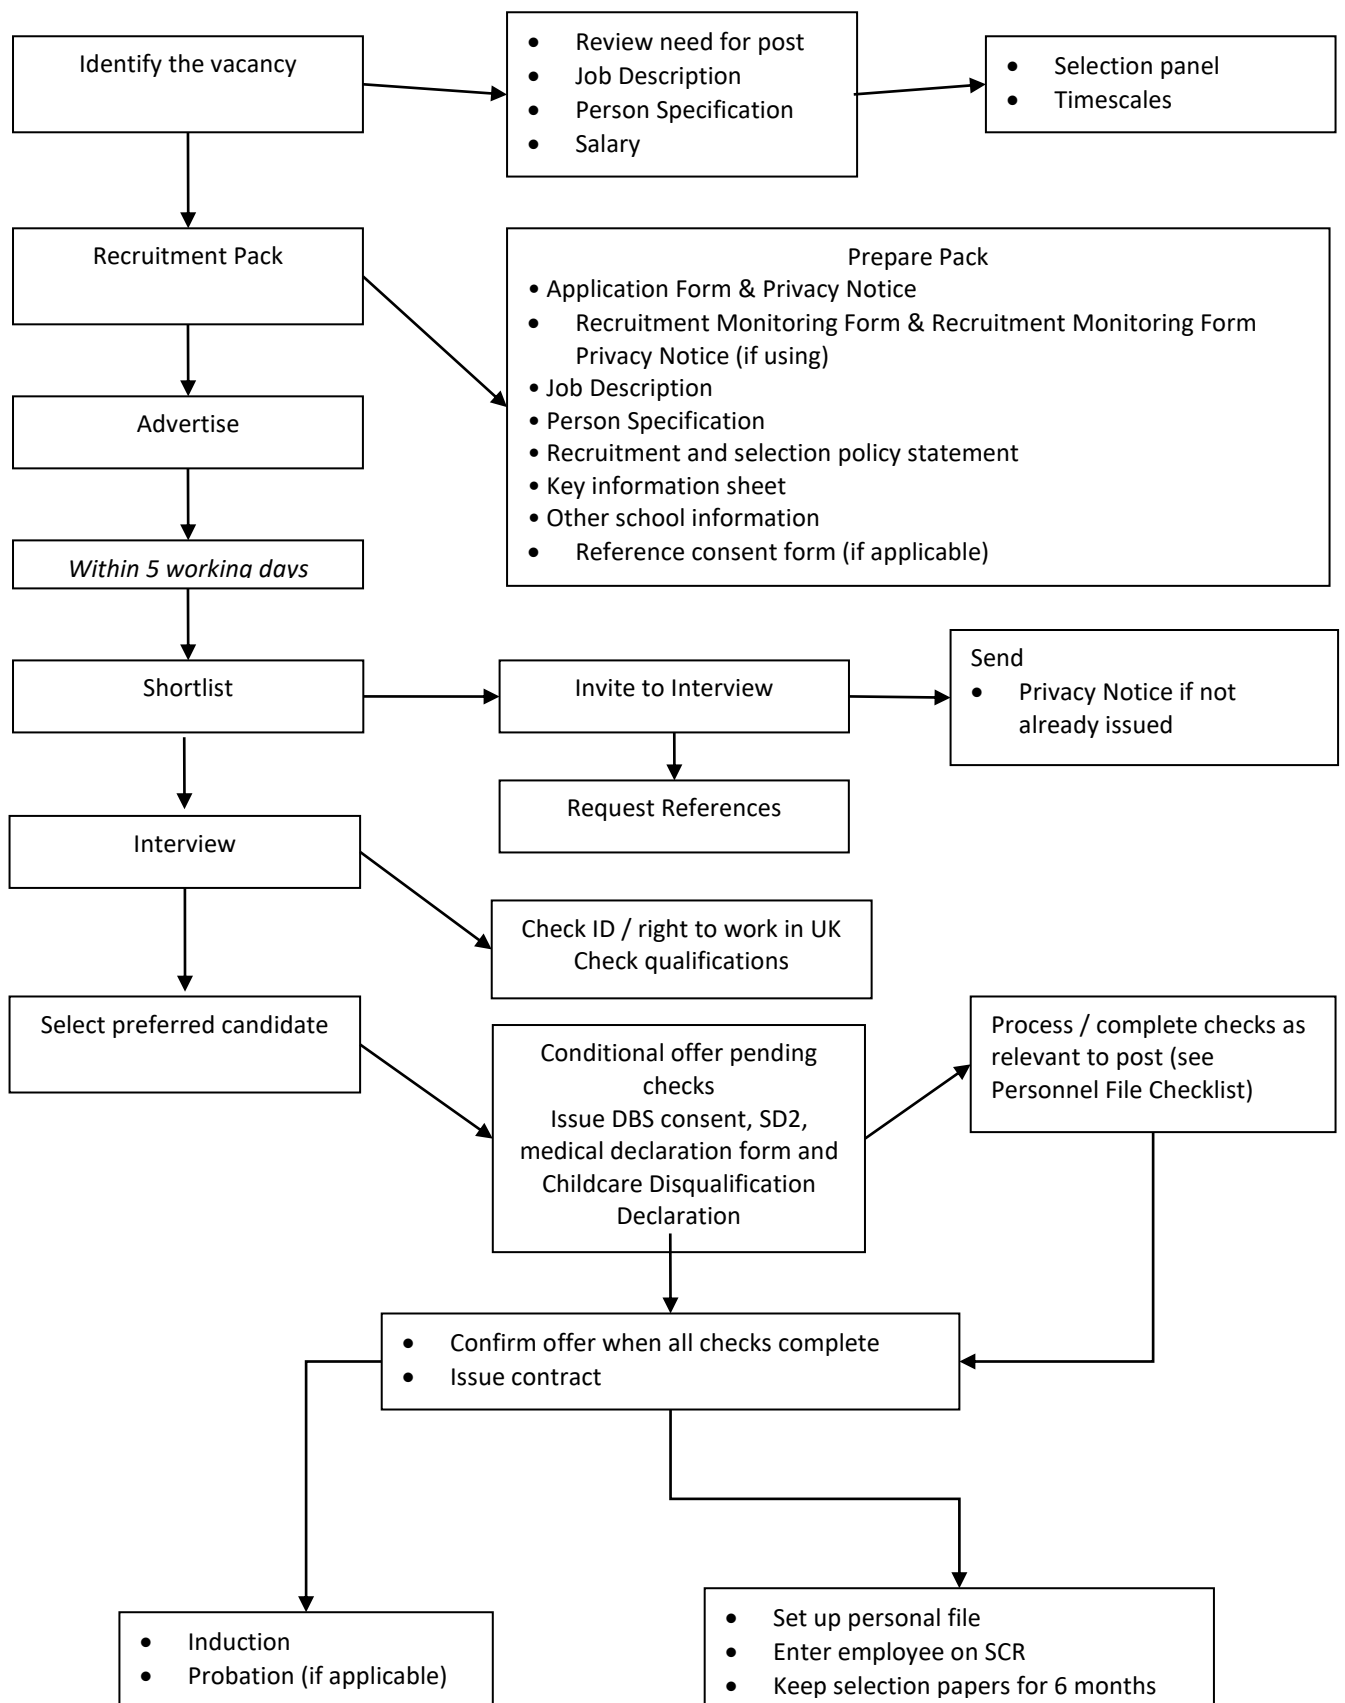 Identify the vacancy
• Review need for post
• Job Description
• Person Specification
• Salary
• Selection panel
• Timescales
Recruitment Pack
Prepare Pack
• Application Form & Privacy Notice
• Recruitment Monitoring Form & Recruitment Monitoring Form
Privacy Notice (if using)
• Job Description
• Person Specification
• Recruitment and selection policy statement
• Key information sheet
• Other school information
• Reference consent form (if applicable)
Advertise
Within 5 working days
Shortlist
Invite to Interview
Send
• Privacy Notice if not
already issued
Request References
Interview
Check ID / right to work in UK
Check qualifications
Select preferred candidate
Conditional offer pending
checks
Issue DBS consent, SD2,
medical declaration form and
Childcare Disqualification
Declaration
Process / complete checks as
relevant to post (see
Personnel File Checklist)
• Confirm offer when all checks complete
• Issue contract
• Induction
• Probation (if applicable)
• Set up personal file
• Enter employee on SCR
• Keep selection papers for 6 months